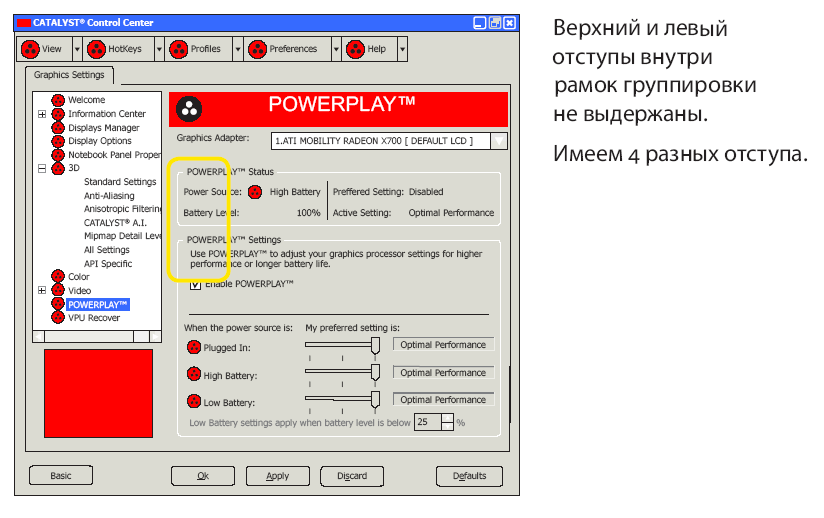 CATALYST® Control Center
View HotKeys Profiles Preferences Help
Graphics Settings
Welcome
Information Center
Displays Manager
Display Options
Notebook Panel Proper
3D
Standard Settings
Anti-Aliasing
Anisotropic Filterin
CATALYST® A.I.
Mipmap Detail Leve
All Settings
API Specific
Color
Video
POWERPLAY™
VPU Recover
POWERPLAY™
Graphics Adapter: 1.ATI MOBILITY RADEON X700 [ DEFAULT LCD ]
POWERPLAY™ Status
Power Source: High Battery Preffered Setting: Disabled
Battery Level: 100% Active Setting: Optimal Performance
POWERPLAY™ Settings
Use POWERPLAY™ to adjust your graphics processor settings for higher
performance or longer battery life.
Enable POWERPLAY™
When the power source is: My preferred setting is:
Plugged In: Optimal Performance
High Battery: Optimal Performance
Low Battery: Optimal Performance
Low Battery settings apply when battery level is below 25 %
Basic Ok Apply Discard Defaults
Верхний и левый
отступы внутри
рамок группировки
не выдержаны.
Имеем 4 разных отступа.